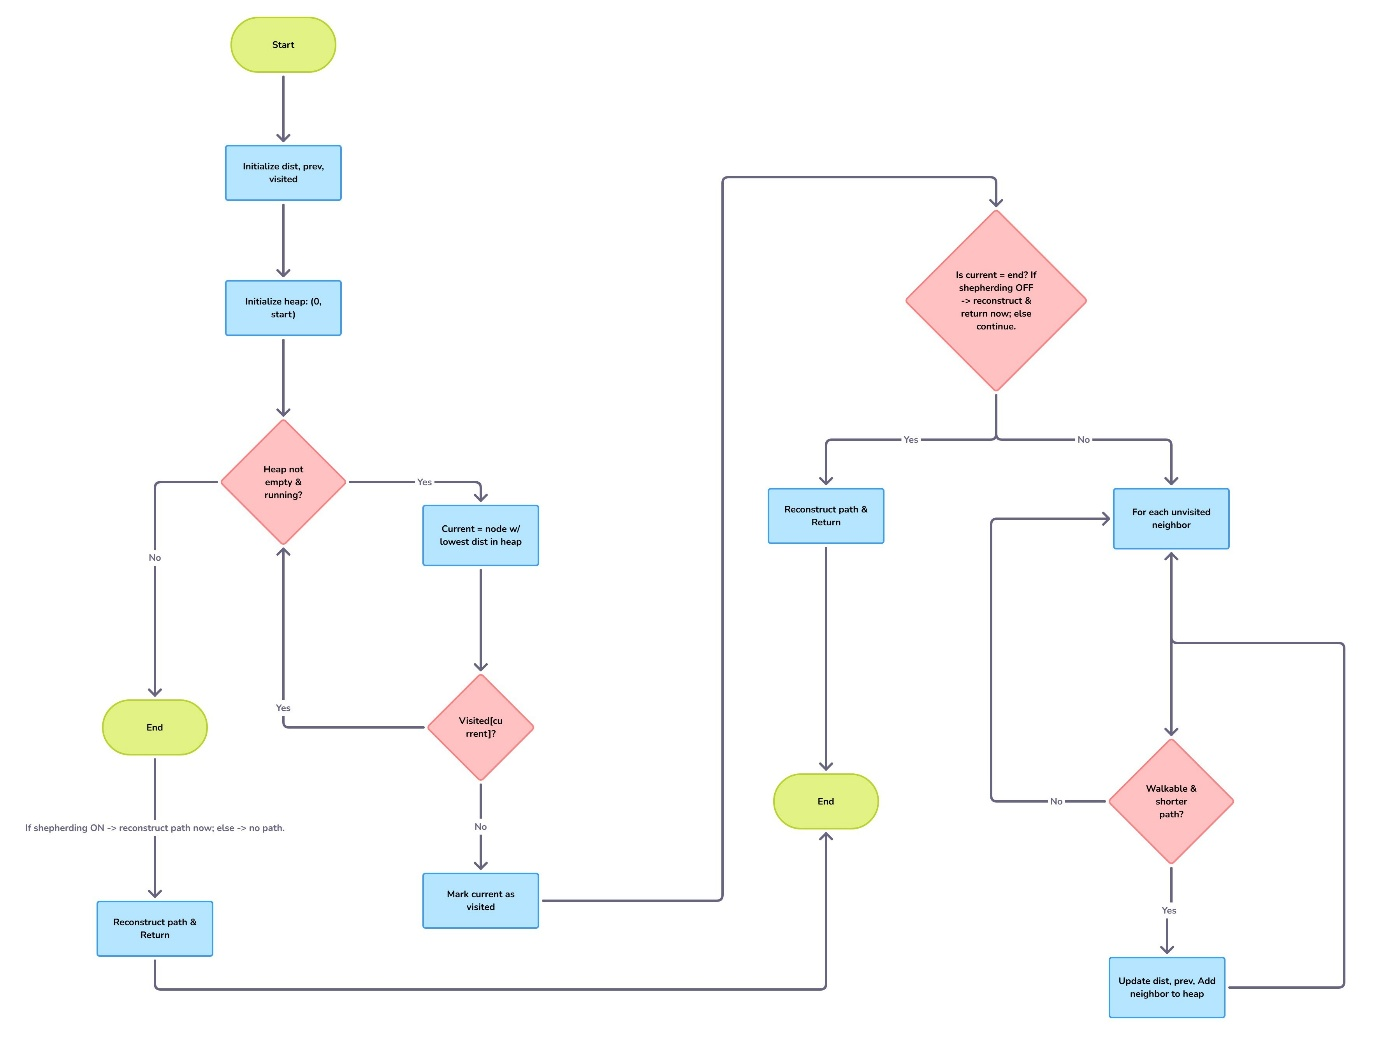 Start
Initialize dist, prev,
visited
Initialize heap: (0,
start)
Heap not
empty &
running?
Yes
No
Current = node w/
lowest dist in heap
Visited[cu
rrent]?
Yes
No
Mark current as
visited
End
If shepherding ON -> reconstruct path now; else -> no path.
Reconstruct path &
Return
Is current = end? If
shepherding OFF
-> reconstruct &
return now; else
continue.
Yes
No
Reconstruct path &
Return
End
For each unvisited
neighbor
Walkable &
shorter
path?
No
Yes
Update dist, prev, Add
neighbor to heap